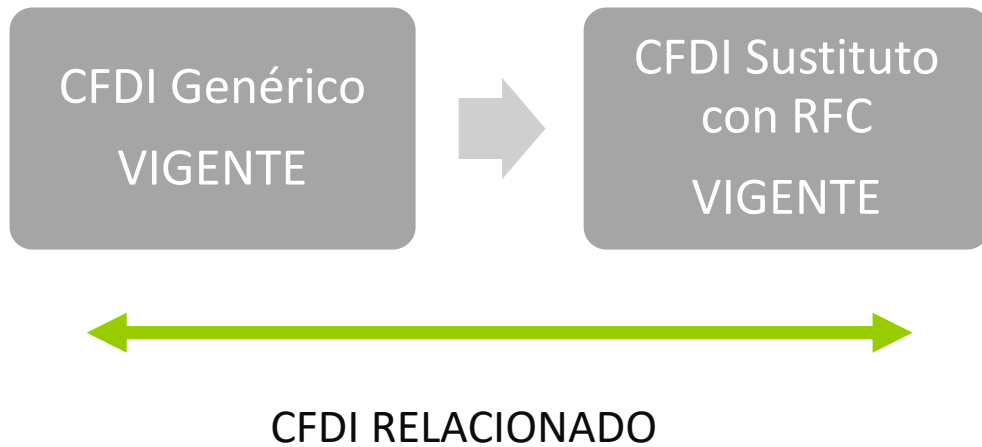 CFDI Genérico
VIGENTE
CFDI Sustituto
con RFC
VIGENTE
CFDI RELACIONADO